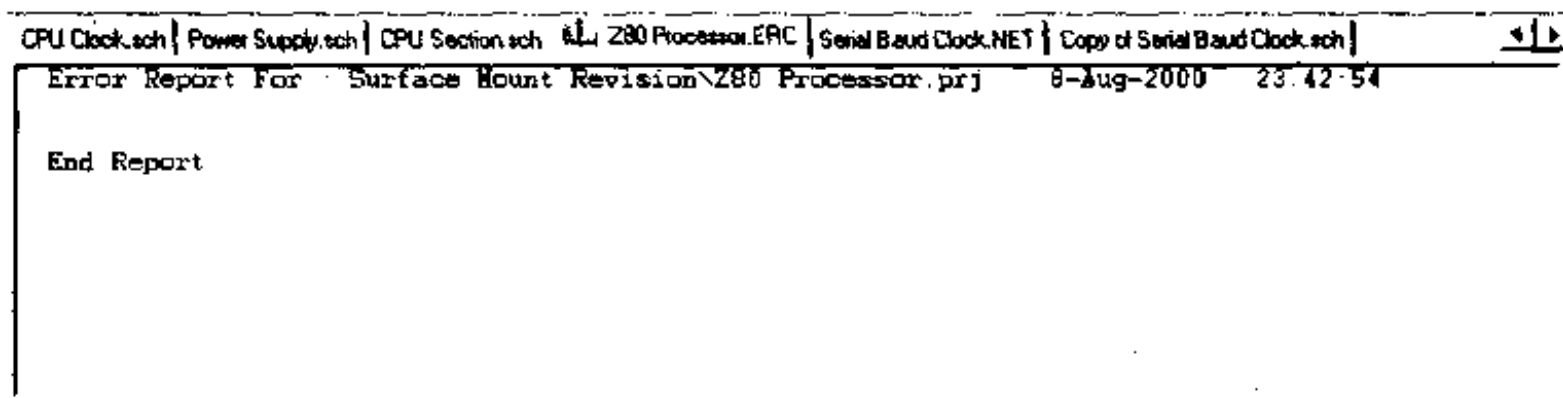 CPU Clock.sch Power Supply.sch CPU Section.sch Z80 Processor.ERC Serial Baud Clock.NET Copy of Serial Baud Clock.sch
Error Report For : Surface Mount Revision\Z80 Processor.prj 8-Aug-2000 23:42:54
End Report